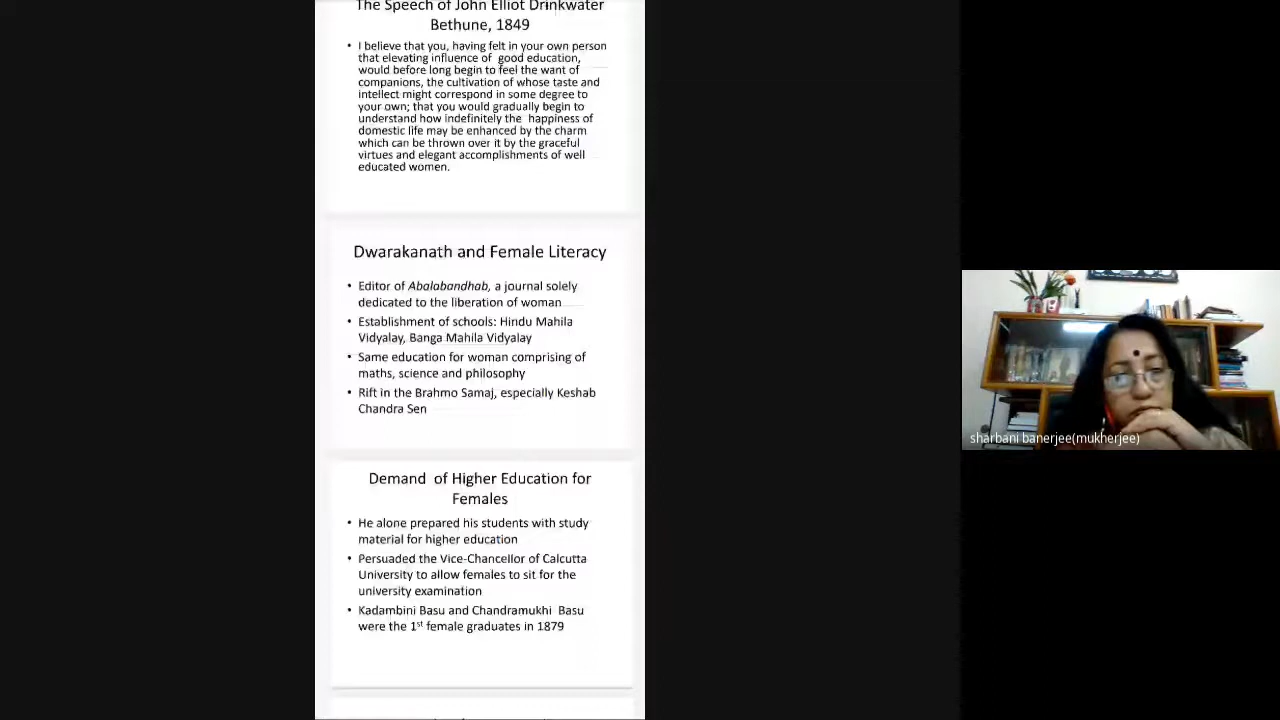 The Speech of John Elliot Drinkwater
Bethune, 1849
• I believe that you, having felt in your own person
that elevating influence of good education,
would before long begin to feel the want of
companions, the cultivation of whose taste and
intellect might correspond in some degree to
your own; that you would gradually begin to
understand how indefinitely the happiness of
domestic life may be enhanced by the charm
which can be thrown over it by the graceful
virtues and elegant accomplishments of well
educated women.
Dwarakanath and Female Literacy
• Editor of Abalabandhab, a journal solely
dedicated to the liberation of woman
• Establishment of schools: Hindu Mahila
Vidyalay, Banga Mahila Vidyalay
• Same education for woman comprising of
maths, science and philosophy
• Rift in the Brahmo Samaj, especially Keshab
Chandra Sen
Demand of Higher Education for
Females
• He alone prepared his students with study
material for higher education
• Persuaded the Vice-Chancellor of Calcutta
University to allow females to sit for the
university examination
• Kadambini Basu and Chandramukhi Basu
were the 1st female graduates in 1879
sharbani banerjee(mukherjee)